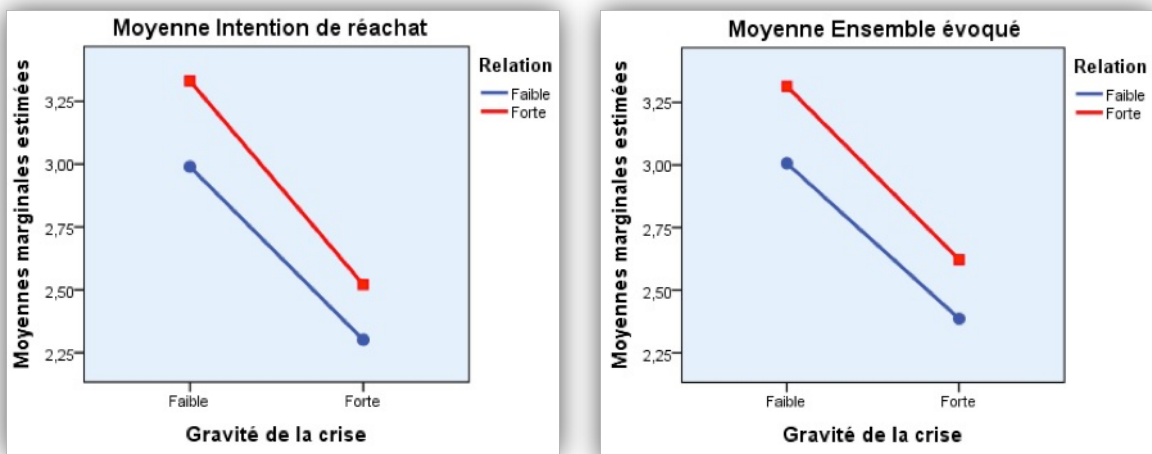 Moyenne Intention de réachat
Moyennes marginales estimées
3,25
3,00
2,75
2,50
2,25
Faible
Forte
Gravité de la crise
Relation
Faible
Forte
Moyenne Ensemble évoqué
Moyennes marginales estimées
3,25
3,00
2,75
2,50
2,25
Faible
Forte
Gravité de la crise
Relation
Faible
Forte